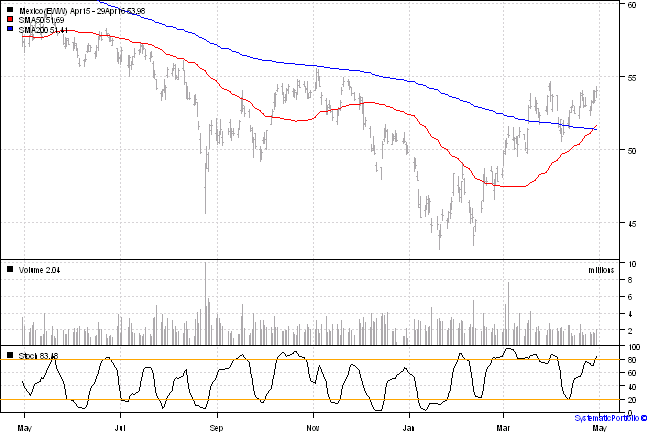 Mexico(EWW) Apr15 - 29Apr16 53.98
SMA50 51.69
SMA200 51.41
60
55
50
45
Volume 2.04
millions
10
8
6
4
2
Stoch 83.48
100
80
60
40
20
0
May Jul Sep Nov Jan Mar May
SystematicPortfolio ©